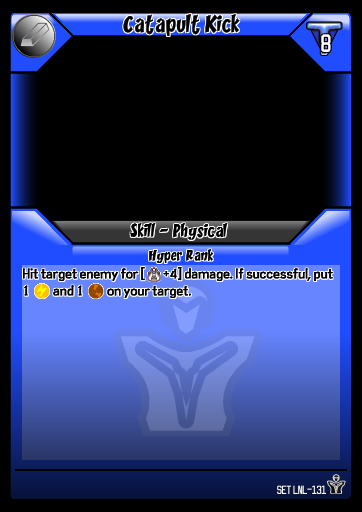 Catapult Kick
8
Skill - Physical
Hyper Rank
Hit target enemy for [ +4] damage. If successful, put
1 and 1 on your target.
SET LNL-131